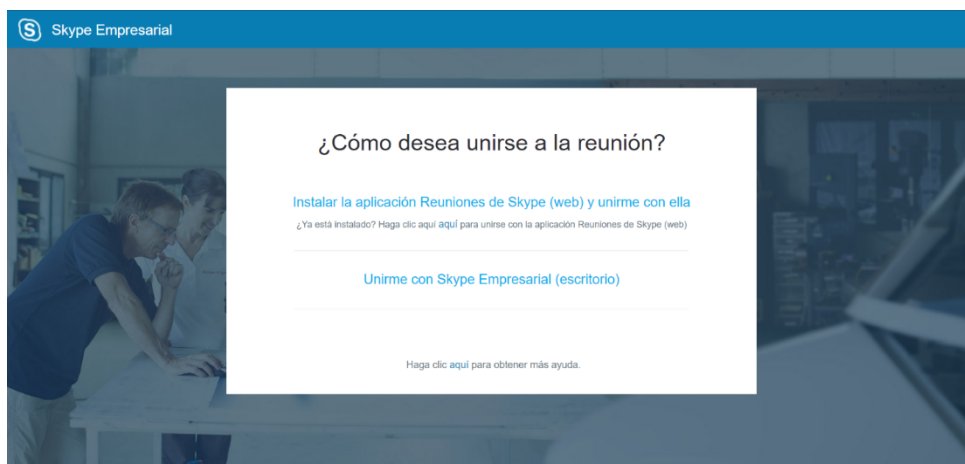 Skype Empresarial
¿Cómo desea unirse a la reunión?
Instalar la aplicación Reuniones de Skype (web) y unirme con ella
¿Ya está instalado? Haga clic aquí aquí para unirse con la aplicación Reuniones de Skype (web)
Unirme con Skype Empresarial (escritorio)
Haga clic aquí para obtener más ayuda.